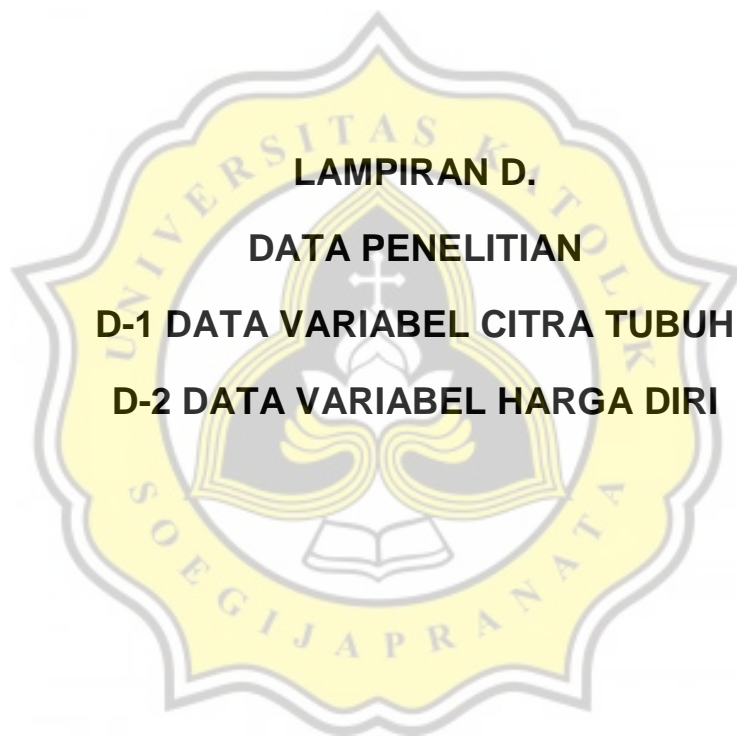 UNIVERSITAS KATOLIK
LAMPIRAN D.
DATA PENELITIAN
D-1 DATA VARIABEL CITRA TUBUH
D-2 DATA VARIABEL HARGA DIRI
SOEGIJAPRANATA